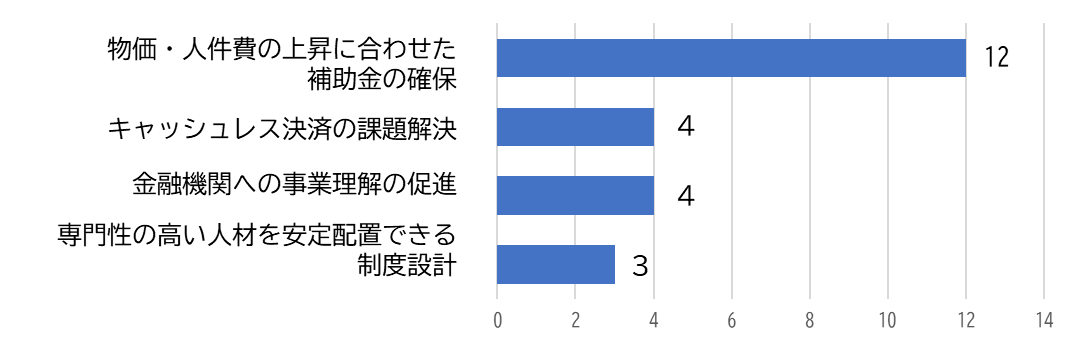 物価・人件費の上昇に合わせた
補助金の確保
12
キャッシュレス決済の課題解決
4
金融機関への事業理解の促進
4
専門性の高い人材を安定配置できる
制度設計
3
0 2 4 6 8 10 12 14